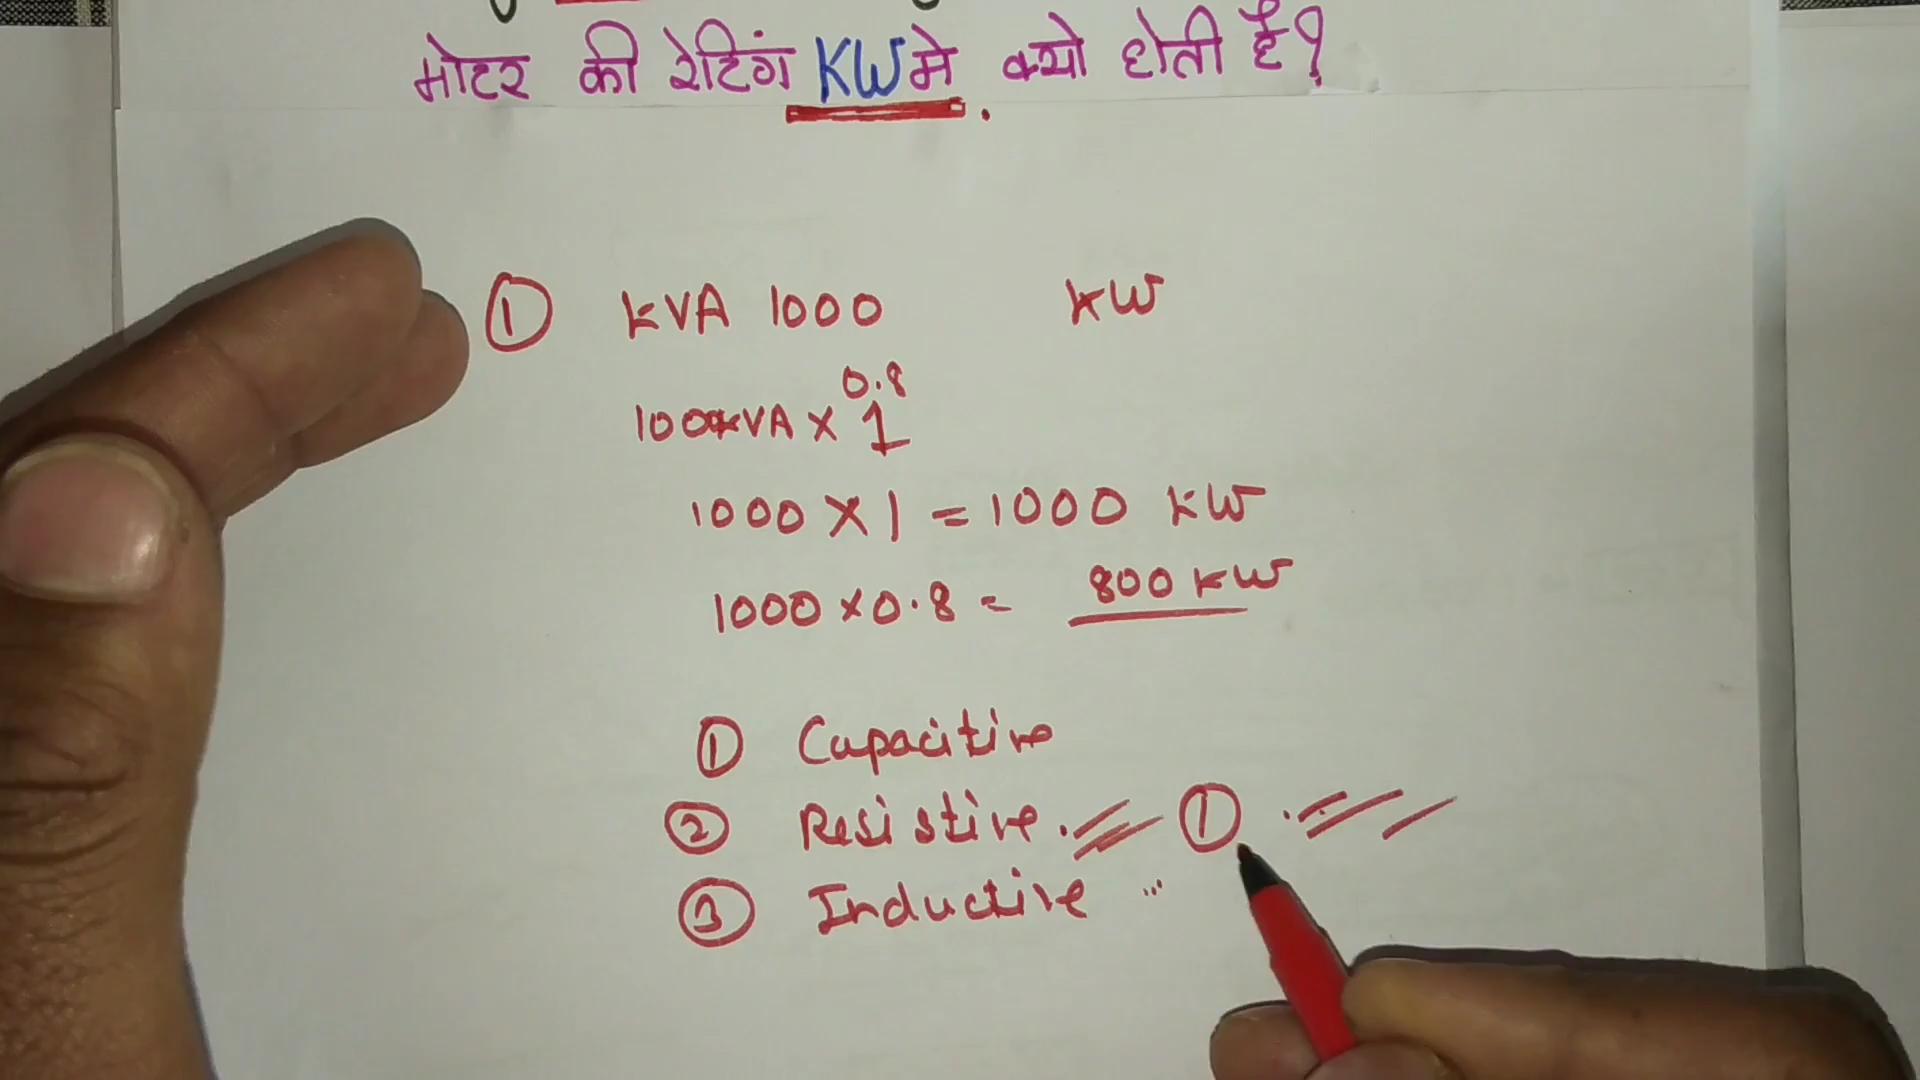 मोटर की रेटिंग KW मे क्यो होती है?
① KVA 1000 KW
0.8
1000KVA × 1
1000 × 1 = 1000 KW
1000 × 0.8 = 800 KW
① Capacitive
② Resistive. ①
③ Inductive ...